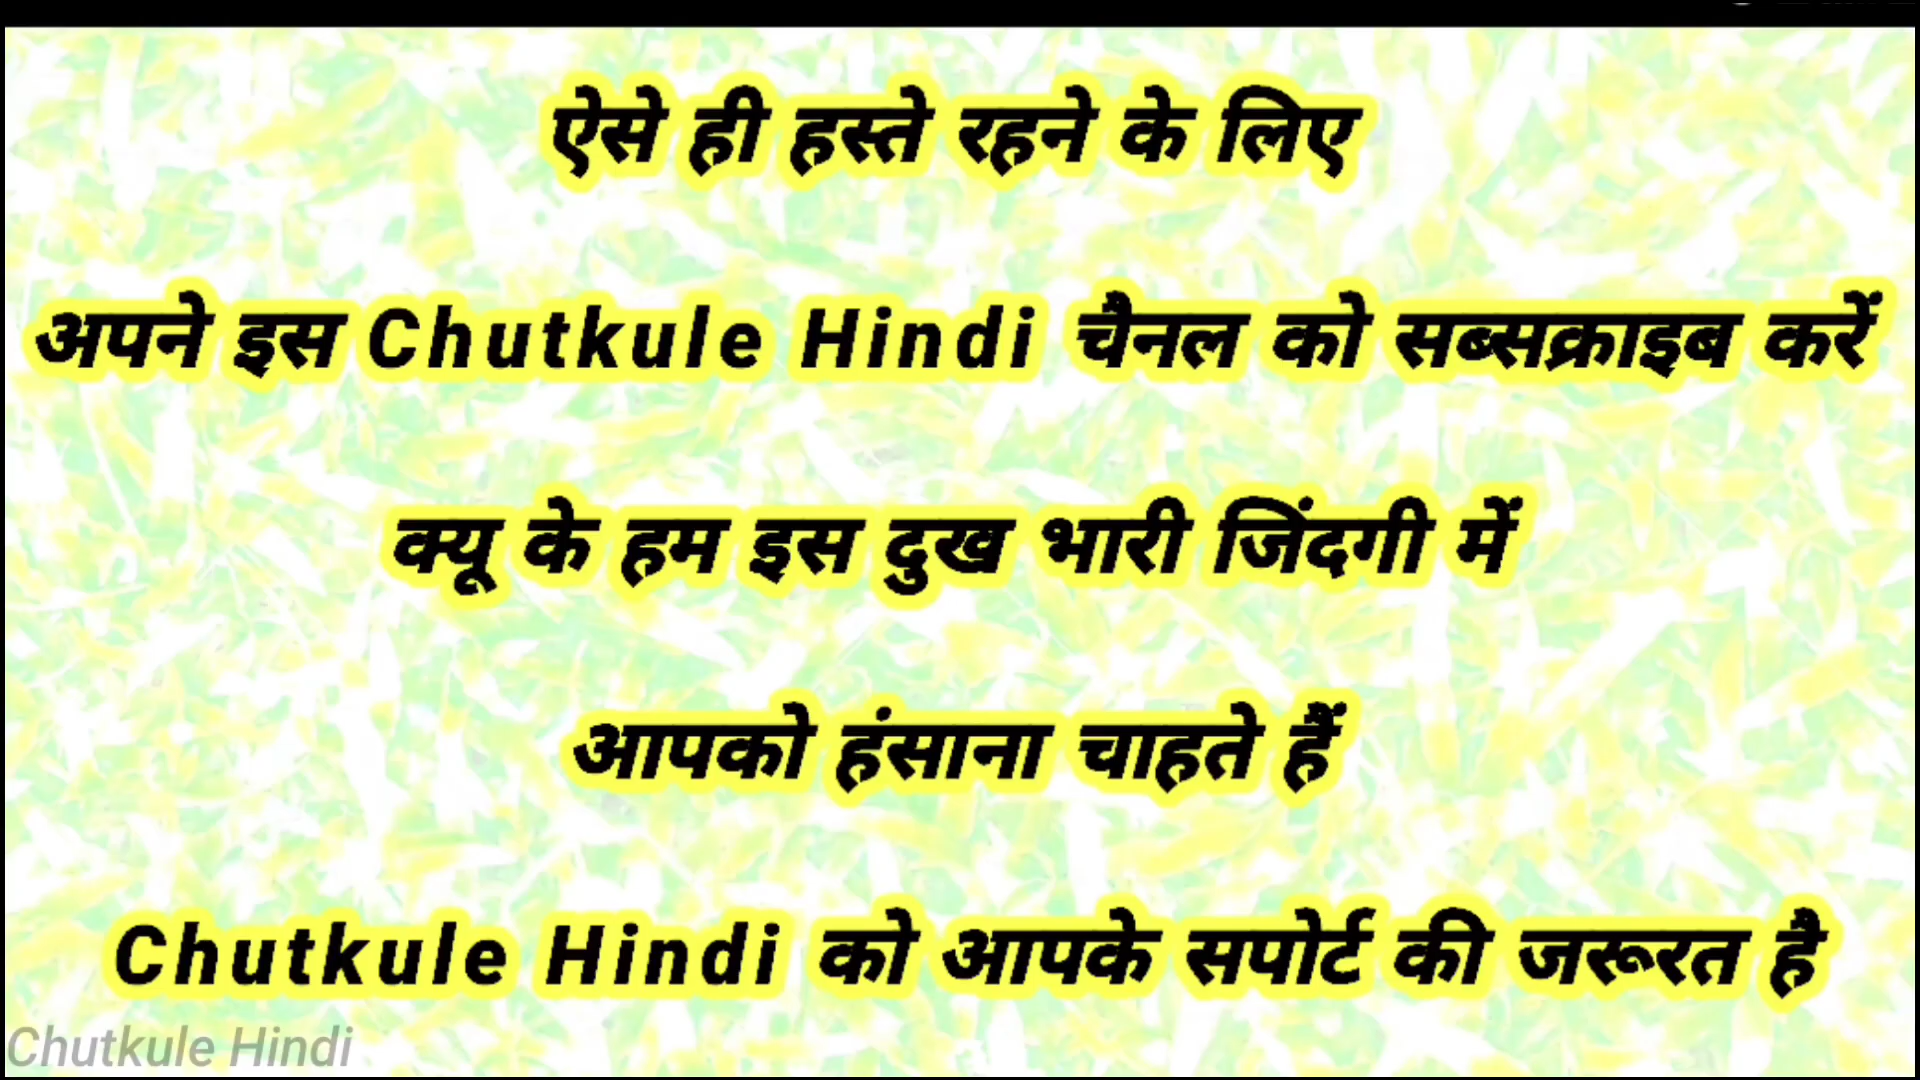 ऐसे ही हस्ते रहने के लिए
अपने इस Chutkule Hindi चैनल को सब्सक्राइब करें
क्यू के हम इस दुख भारी जिंदगी में
आपको हंसाना चाहते हैं
Chutkule Hindi को आपके सपोर्ट की जरूरत है
Chutkule Hindi